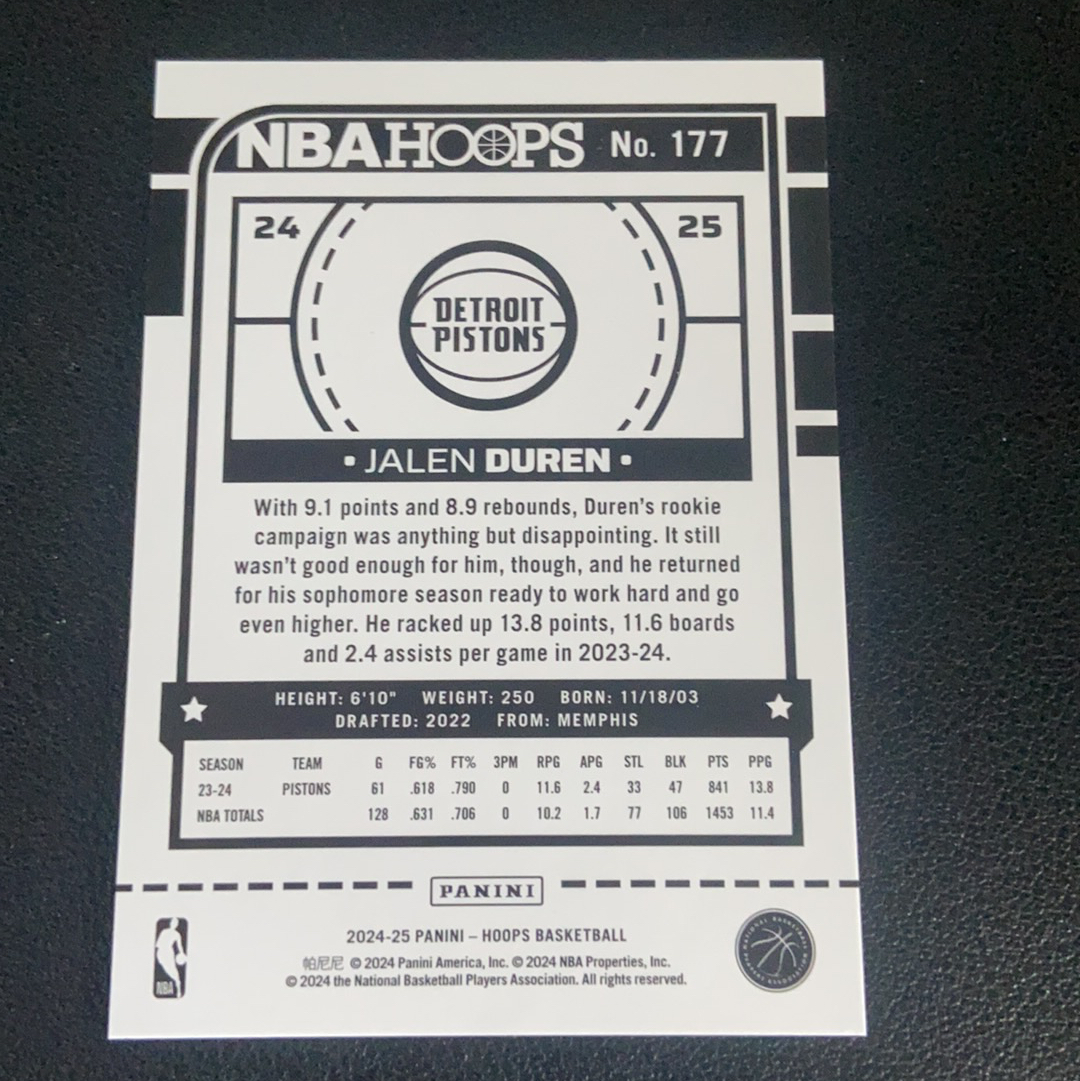 NBA HOOPS No. 177
24 25
DETROIT
PISTONS
• JALEN DUREN •
With 9.1 points and 8.9 rebounds, Duren's rookie
campaign was anything but disappointing. It still
wasn't good enough for him, though, and he returned
for his sophomore season ready to work hard and go
even higher. He racked up 13.8 points, 11.6 boards
and 2.4 assists per game in 2023-24.
HEIGHT: 6'10" WEIGHT: 250 BORN: 11/18/03
DRAFTED: 2022 FROM: MEMPHIS
SEASON TEAM G FG% FT% 3PM RPG APG STL BLK PTS PPG
23-24 PISTONS 61 .618 .790 0 11.6 2.4 33 47 841 13.8
NBA TOTALS 128 .631 .706 0 10.2 1.7 77 106 1453 11.4
PANINI
2024-25 PANINI – HOOPS BASKETBALL
帕尼尼 © 2024 Panini America, Inc. © 2024 NBA Properties, Inc.
© 2024 the National Basketball Players Association. All rights reserved.
NBA